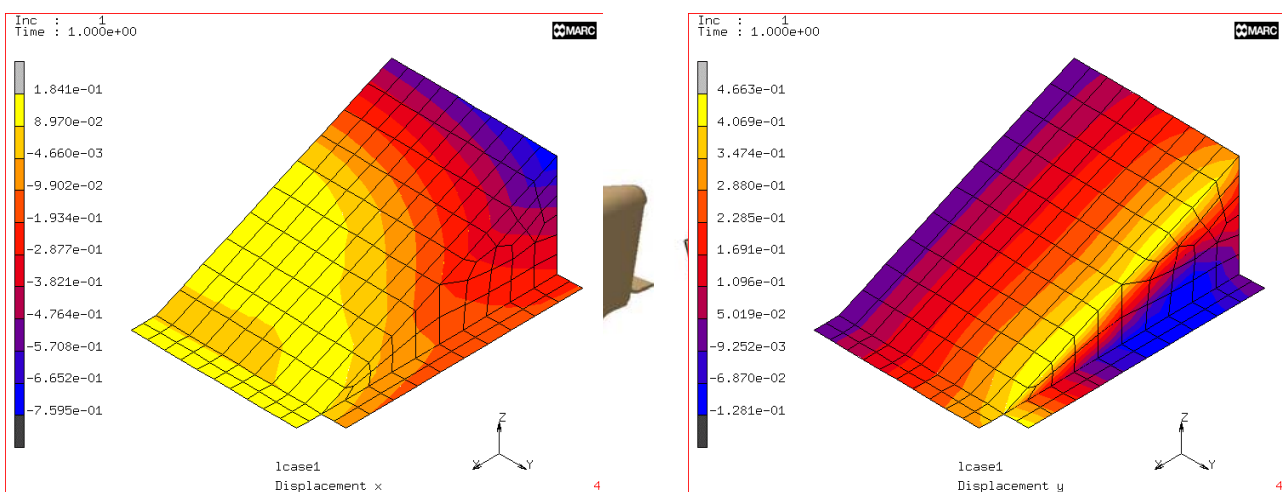 Inc : 1
Time : 1.000e+00
MARC
1.841e-01
8.970e-02
-4.660e-03
-9.902e-02
-1.934e-01
-2.877e-01
-3.821e-01
-4.764e-01
-5.708e-01
-6.652e-01
-7.595e-01
Z
X
Y
lcase1
Displacement x
4
Inc : 1
Time : 1.000e+00
MARC
4.663e-01
4.069e-01
3.474e-01
2.880e-01
2.285e-01
1.691e-01
1.096e-01
5.019e-02
-9.252e-03
-6.870e-02
-1.281e-01
Z
X
Y
lcase1
Displacement y
4